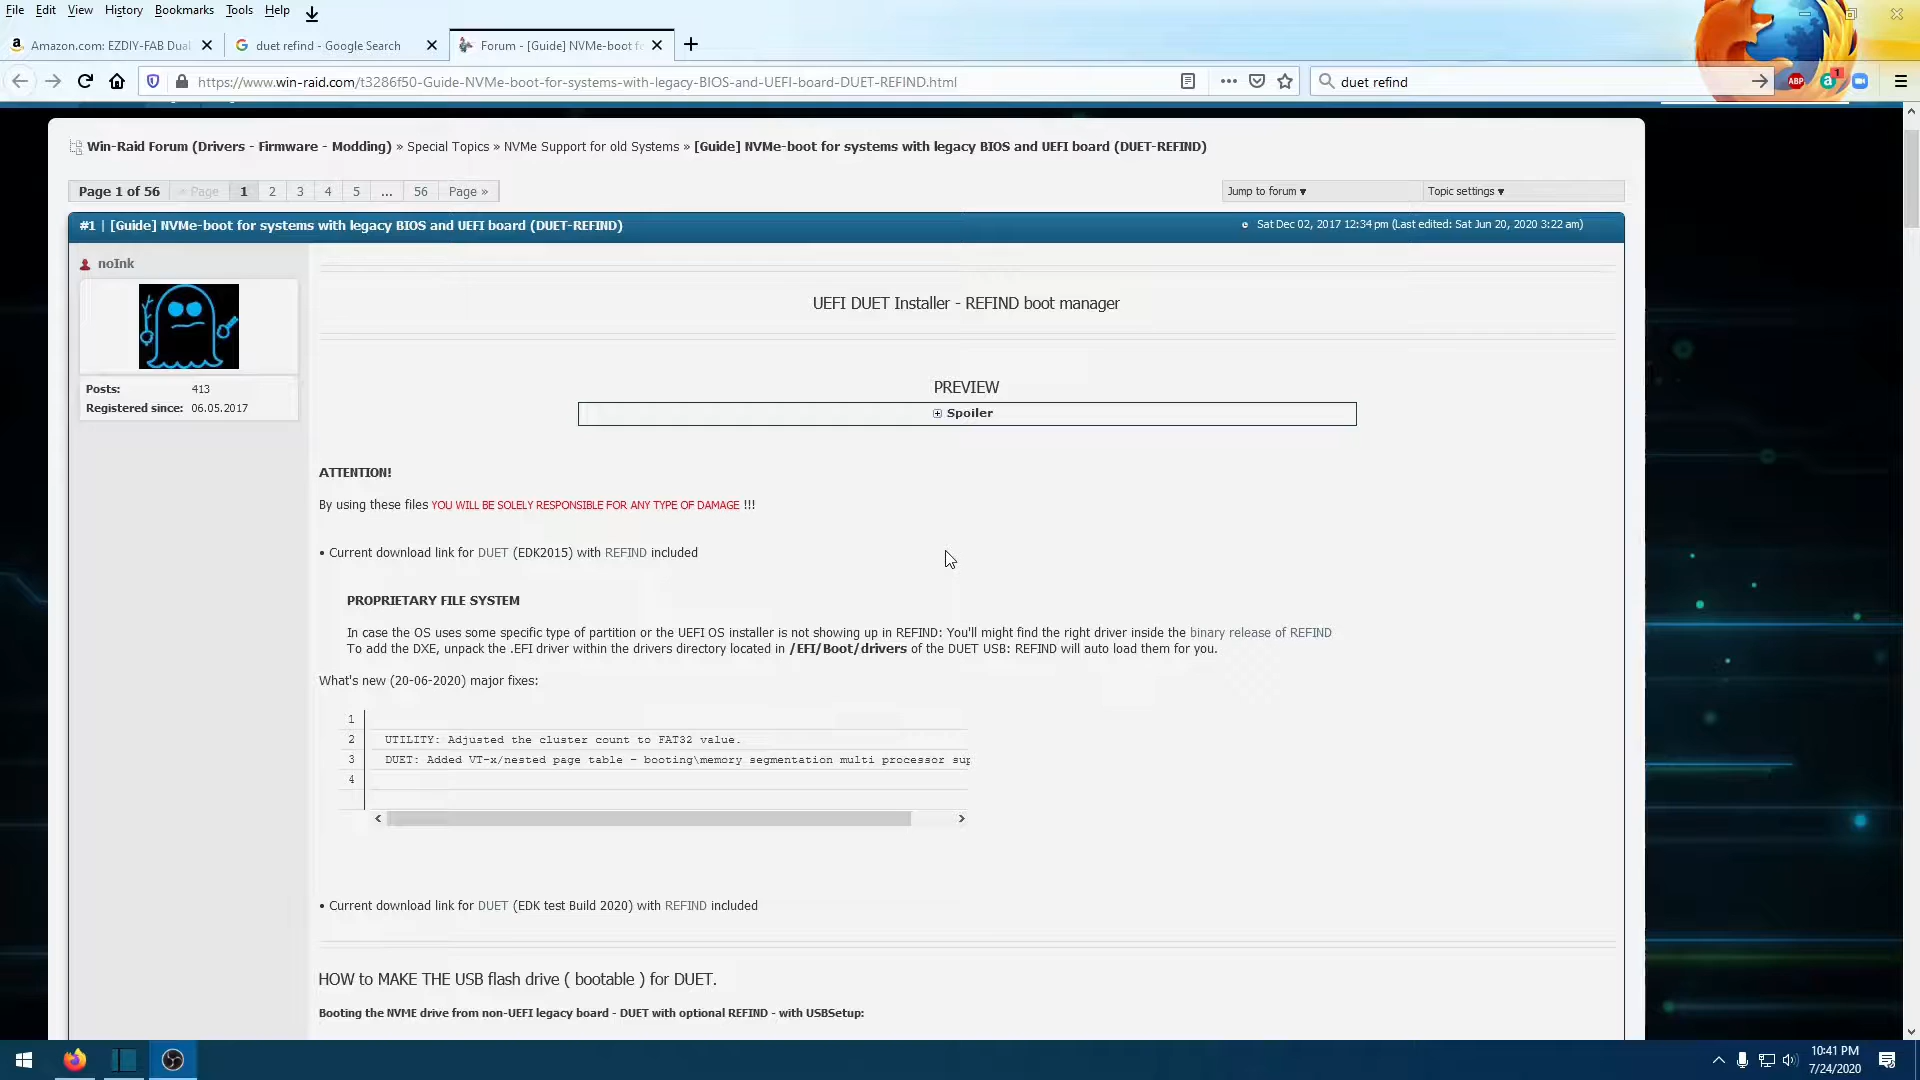 File Edit View History Bookmarks Tools Help
Amazon.com: EZDIY-FAB Dual
duet refind - Google Search
Forum - [Guide] NVMe-boot fo
https://www.win-raid.com/t3286f50-Guide-NVMe-boot-for-systems-with-legacy-BIOS-and-UEFI-board-DUET-REFIND.html
duet refind
ABP
1
Win-Raid Forum (Drivers - Firmware - Modding) » Special Topics » NVMe Support for old Systems » [Guide] NVMe-boot for systems with legacy BIOS and UEFI board (DUET-REFIND)
Page 1 of 56 « Page 1 2 3 4 5 ... 56 Page »
Jump to forum ▾ Topic settings ▾
#1 | [Guide] NVMe-boot for systems with legacy BIOS and UEFI board (DUET-REFIND)
Sat Dec 02, 2017 12:34 pm (Last edited: Sat Jun 20, 2020 3:22 am)
noInk
Posts: 413
Registered since: 06.05.2017
UEFI DUET Installer - REFIND boot manager
PREVIEW
Spoiler
ATTENTION!
By using these files YOU WILL BE SOLELY RESPONSIBLE FOR ANY TYPE OF DAMAGE !!!
• Current download link for DUET (EDK2015) with REFIND included
PROPRIETARY FILE SYSTEM
In case the OS uses some specific type of partition or the UEFI OS installer is not showing up in REFIND: You'll might find the right driver inside the binary release of REFIND
To add the DXE, unpack the .EFI driver within the drivers directory located in /EFI/Boot/drivers of the DUET USB: REFIND will auto load them for you.
What's new (20-06-2020) major fixes:
1
2 UTILITY: Adjusted the cluster count to FAT32 value.
3 DUET: Added VT-x/nested page table - booting\memory segmentation multi processor sup
4
• Current download link for DUET (EDK test Build 2020) with REFIND included
HOW to MAKE THE USB flash drive ( bootable ) for DUET.
Booting the NVME drive from non-UEFI legacy board - DUET with optional REFIND - with USBSetup:
10:41 PM
7/24/2020